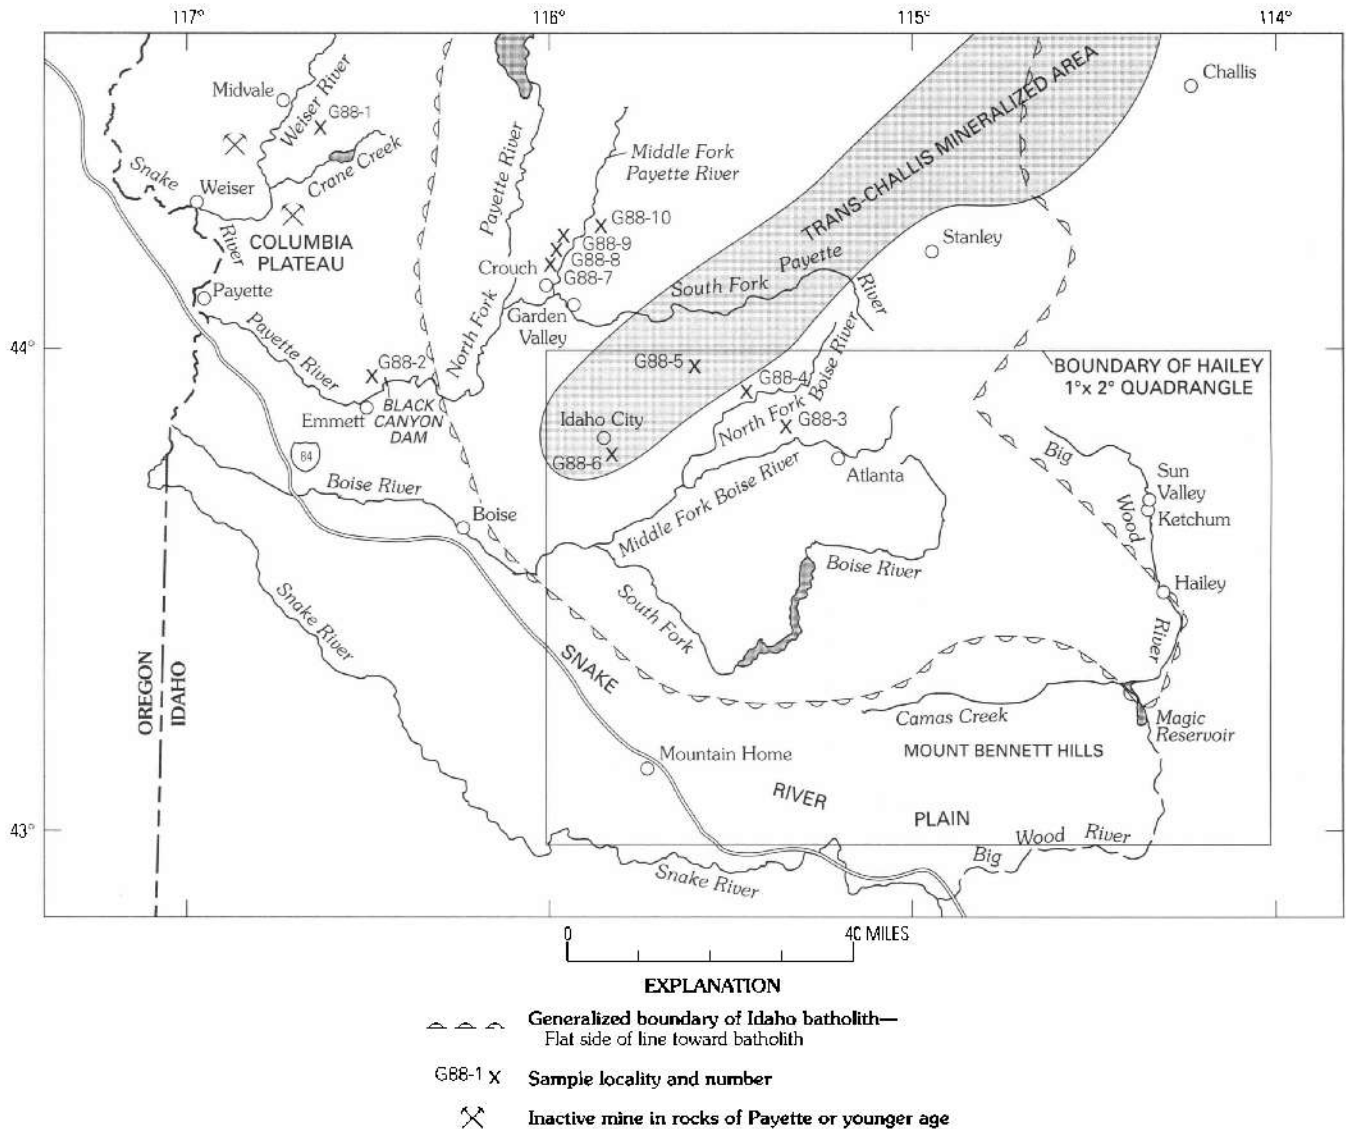 117°
116°
115°
114°
Challis
Midvale
Weiser River
G88-1
TRANS-CHALLIS MINERALIZED AREA
Crane Creek
Payette River
Middle Fork
Payette River
Snake
River
Weiser
G88-10
COLUMBIA
PLATEAU
G88-9
G88-8
Stanley
Crouch
G88-7
South Fork
Payette
River
Payette
Garden
Valley
North Fork
Payette River
44°
G88-2
G88-5
G88-4
BOUNDARY OF HAILEY
1°x 2° QUADRANGLE
Emmett
BLACK
CANYON
DAM
Idaho City
North Fork
Boise River
G88-3
G88-6
84
Boise River
Boise
Middle Fork Boise River
Atlanta
Big
Wood
River
Sun
Valley
Ketchum
Boise River
Hailey
South Fork
Snake River
SNAKE
OREGON
IDAHO
Camas Creek
Magic
Reservoir
MOUNT BENNETT HILLS
Mountain Home
RIVER
PLAIN
43°
Big
Wood
River
Snake River
0
40 MILES
EXPLANATION
Generalized boundary of Idaho batholith—
Flat side of line toward batholith
G88-1 x Sample locality and number
Inactive mine in rocks of Payette or younger age